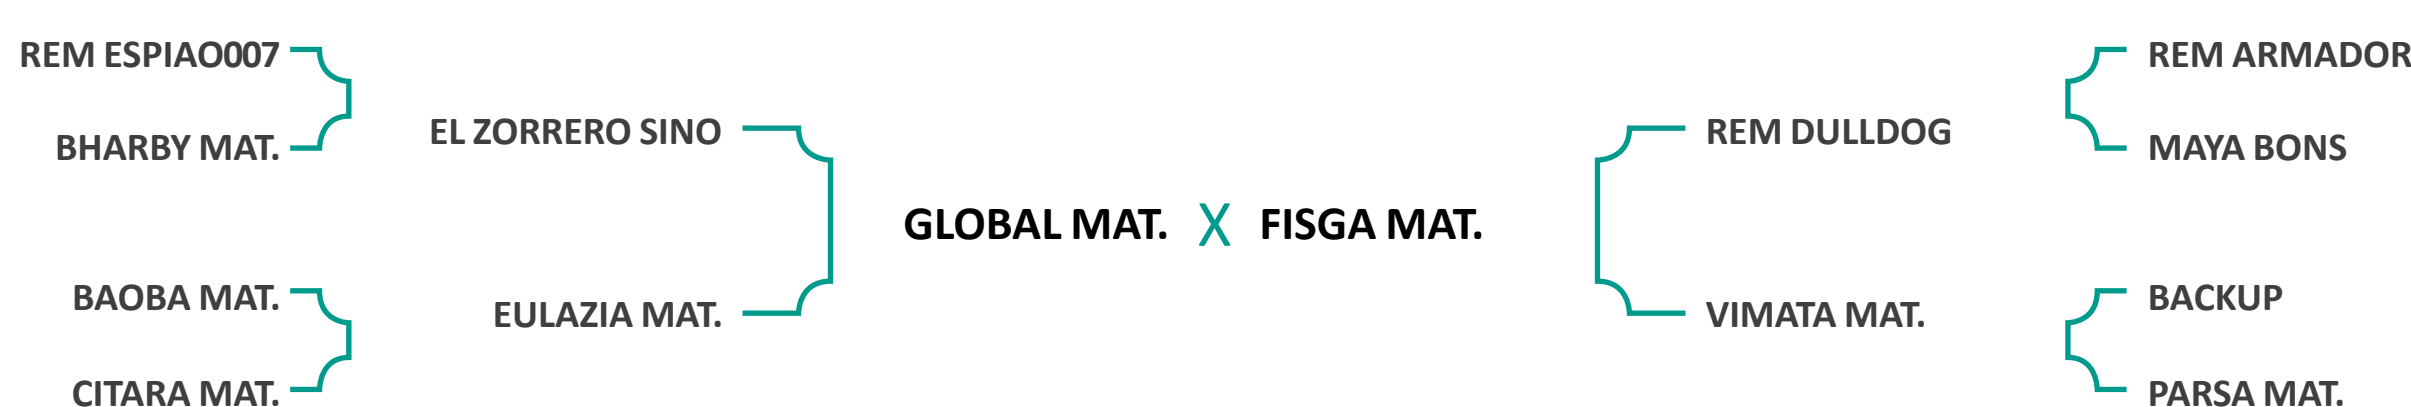 REM ESPIAO007
BHARBY MAT.
BAOBA MAT.
CITARA MAT.
EL ZORRERO SINO
EULAZIA MAT.
GLOBAL MAT. X FISGA MAT.
REM DULLDOG
VIMATA MAT.
REM ARMADOR
MAYA BONS
BACKUP
PARSA MAT.